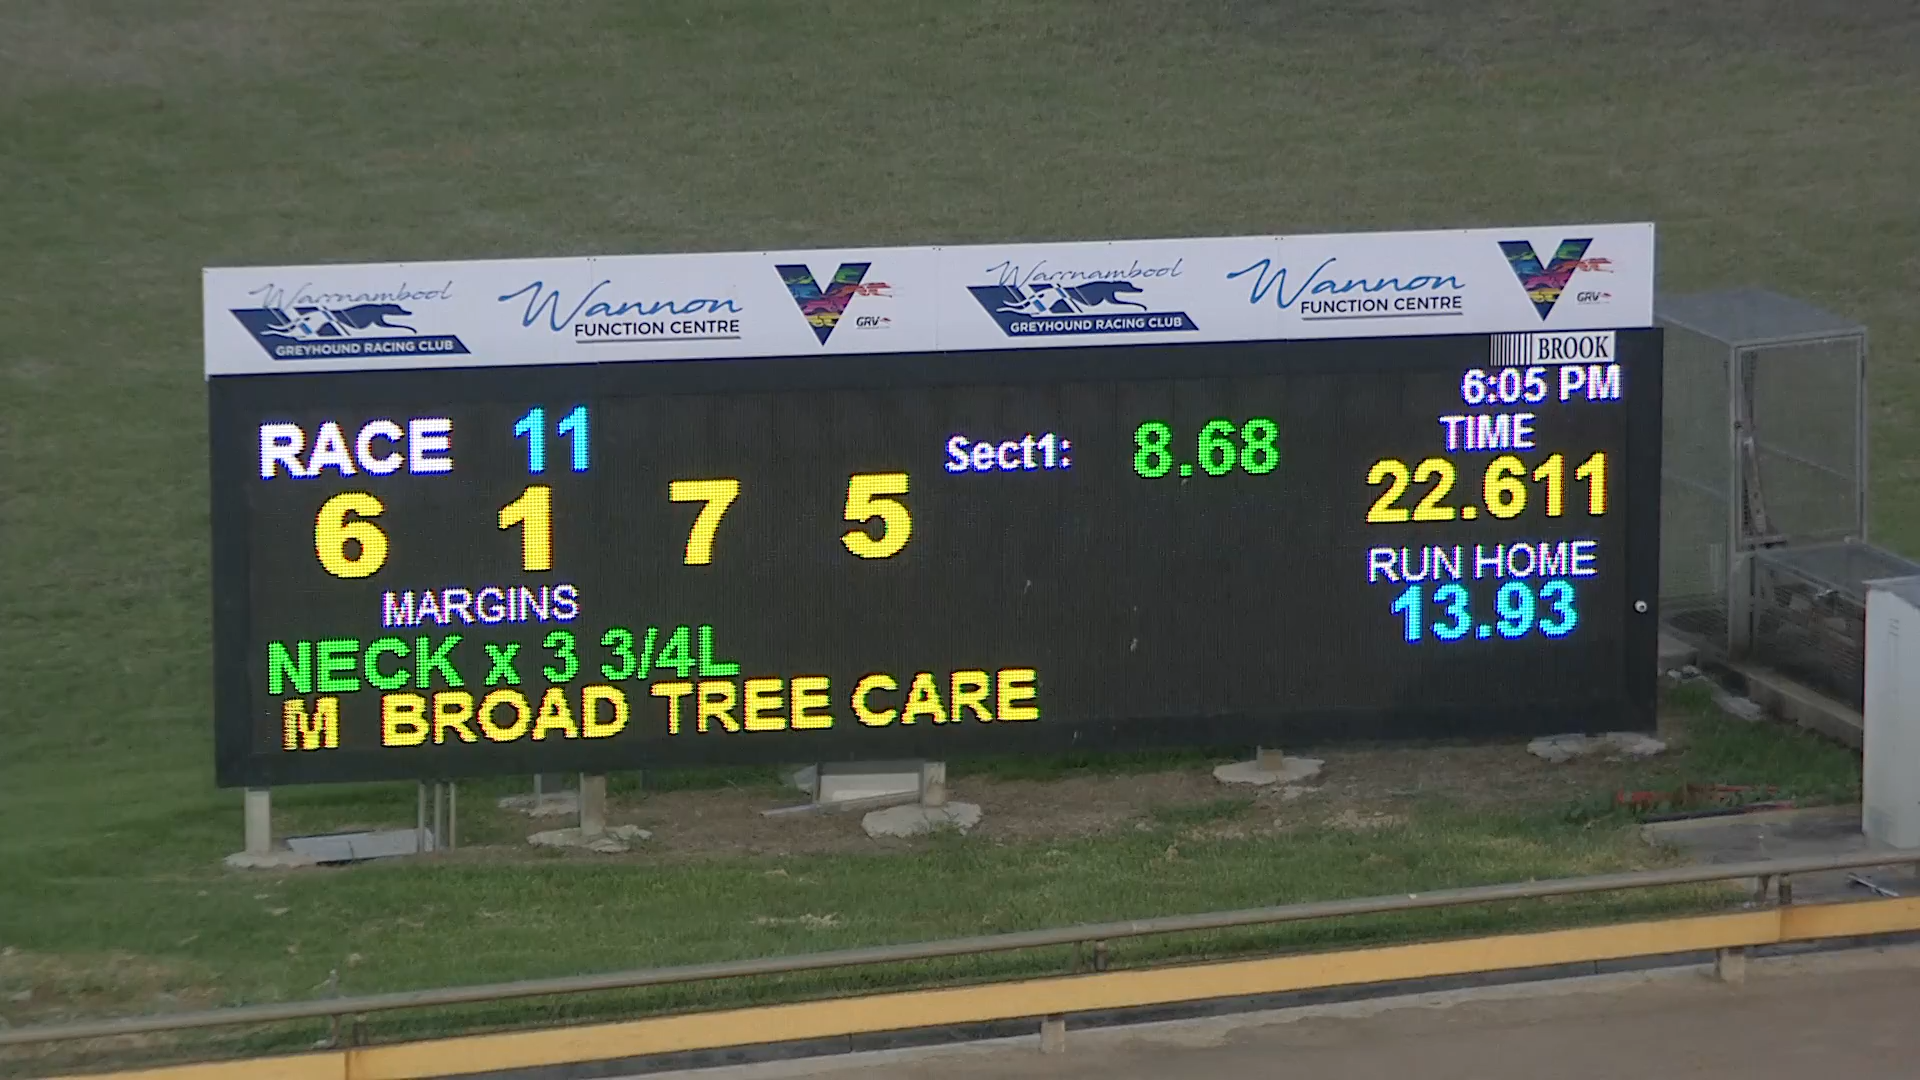 Warrnambool
GREYHOUND RACING CLUB
Wannon
FUNCTION CENTRE
V
GRV
Warrnambool
GREYHOUND RACING CLUB
Wannon
FUNCTION CENTRE
V
GRV
BROOK
6:05 PM
RACE 11
Sect1: 8.68
TIME
22.611
6 1 7 5
RUN HOME
13.93
MARGINS
NECK x 3 3/4L
M BROAD TREE CARE